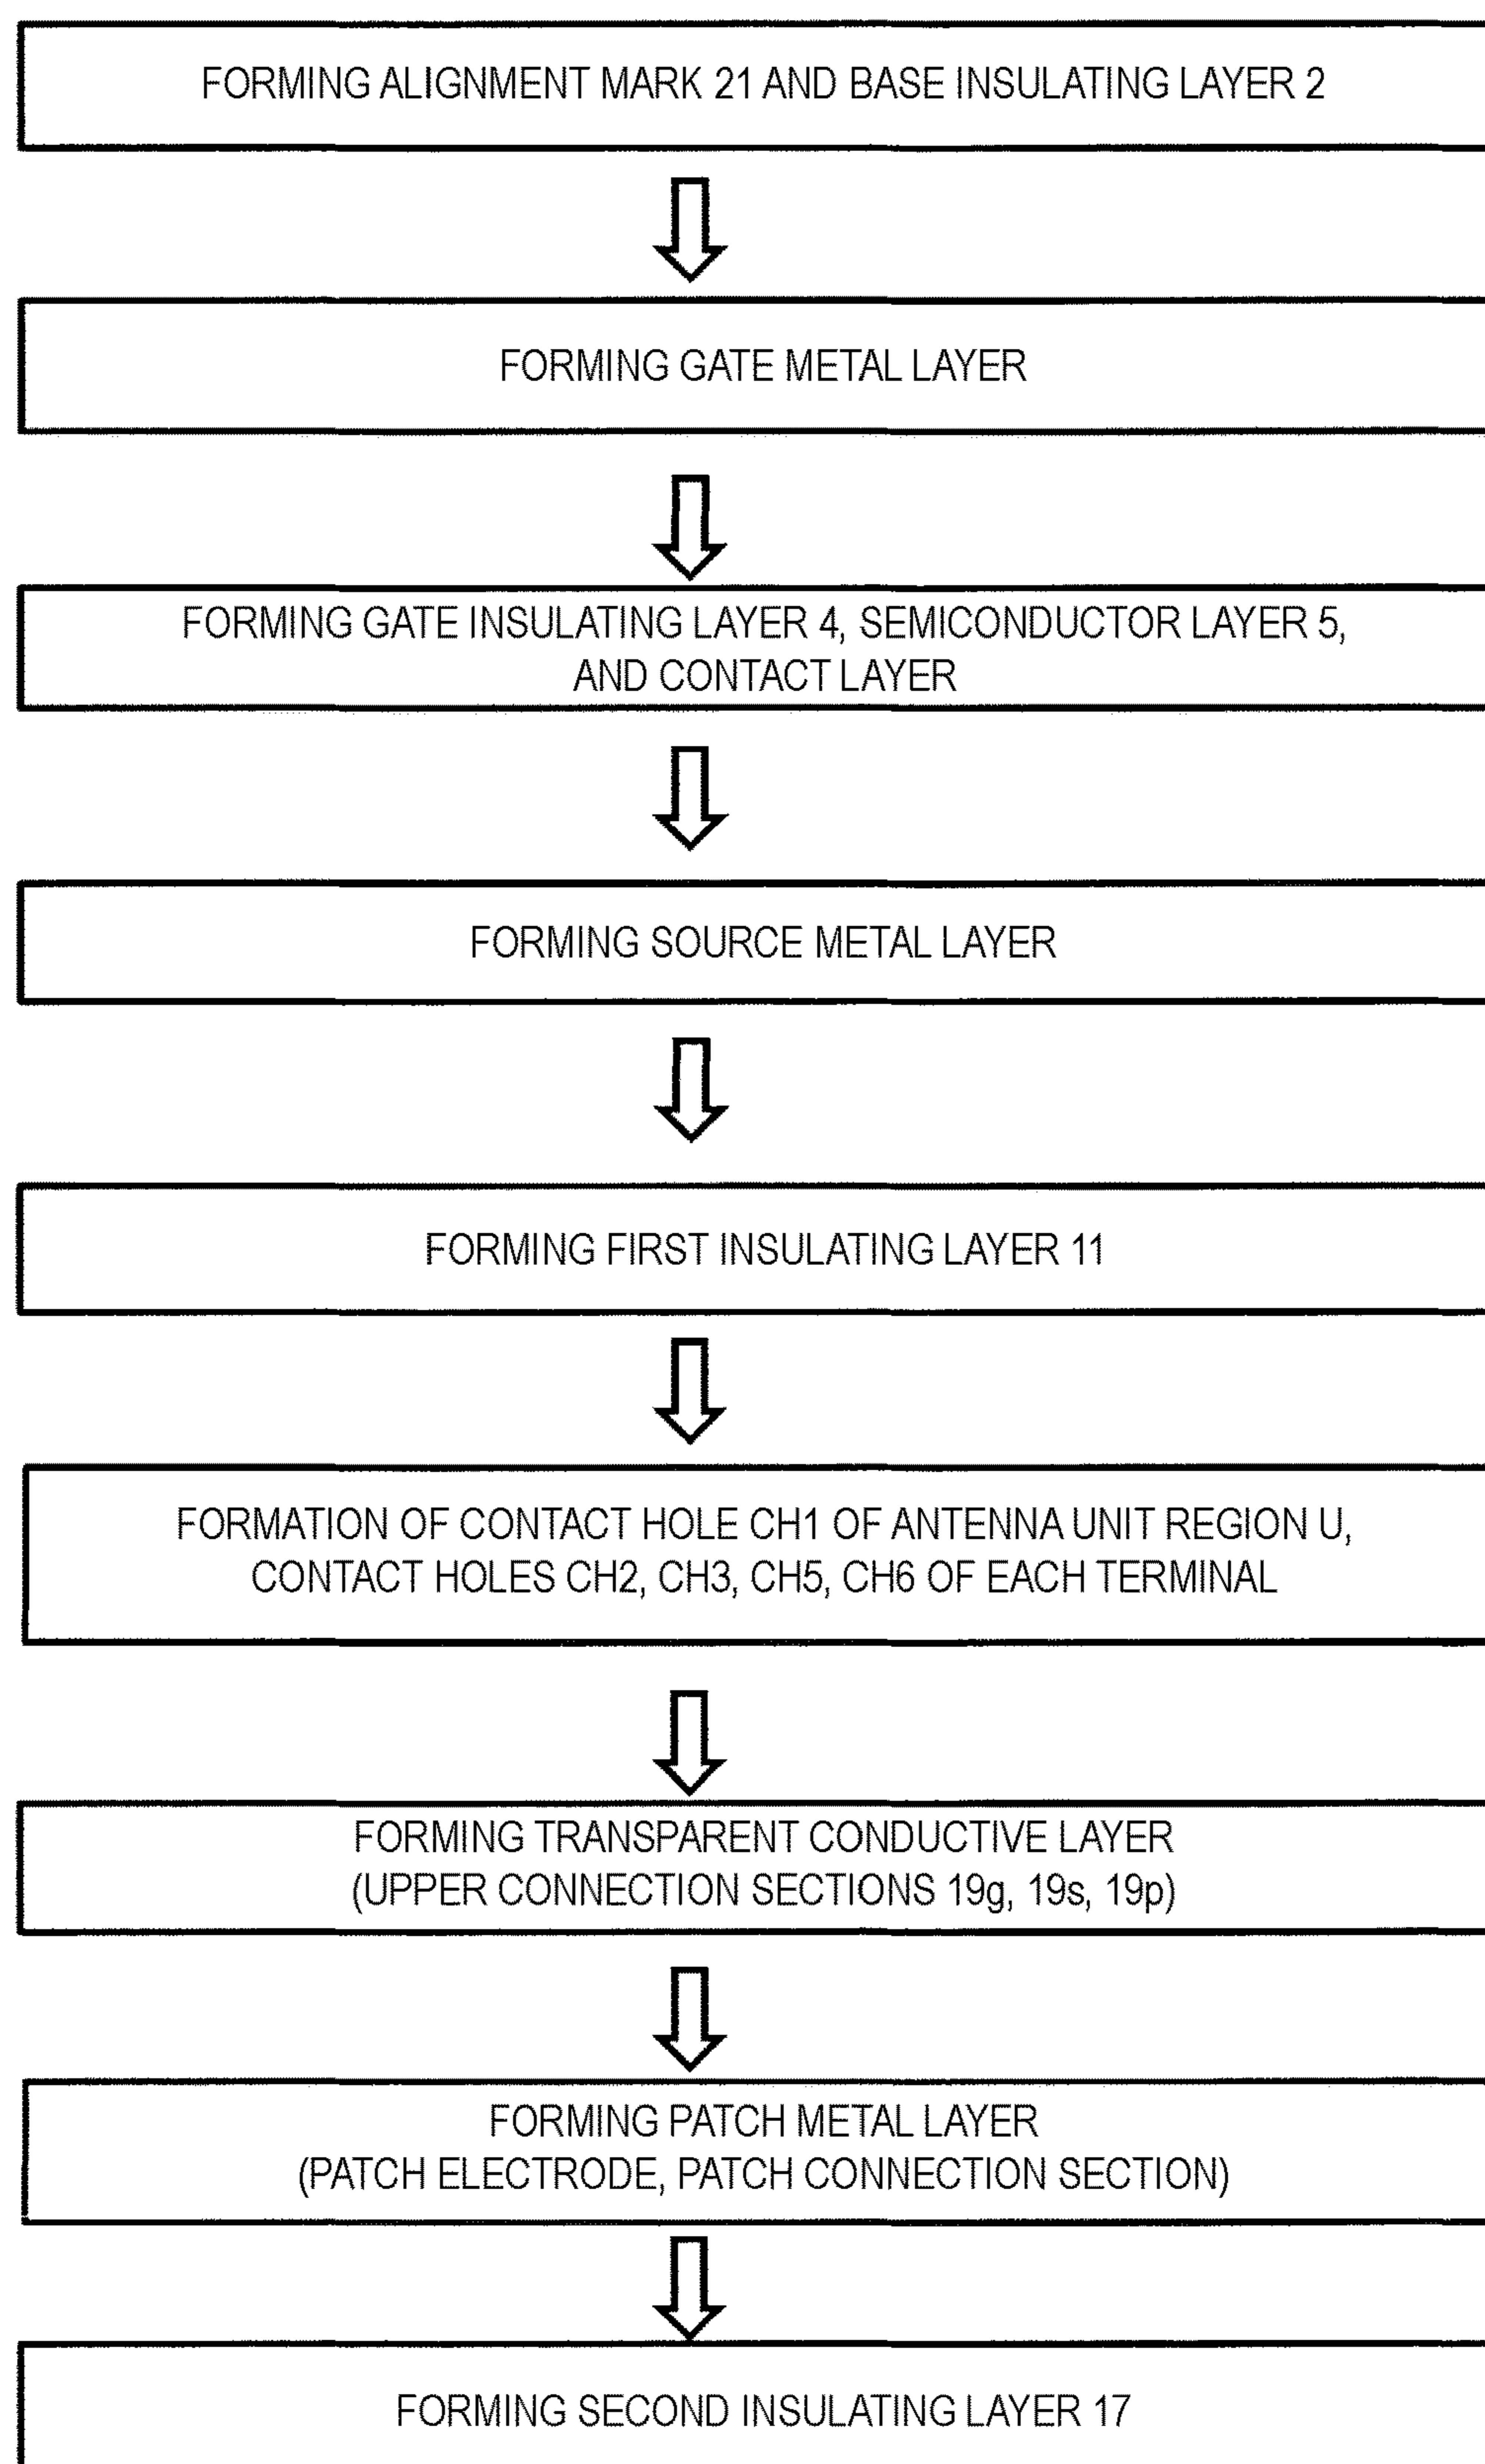 FORMING ALIGNMENT MARK 21 AND BASE INSULATING LAYER 2
FORMING GATE METAL LAYER
FORMING GATE INSULATING LAYER 4, SEMICONDUCTOR LAYER 5,
AND CONTACT LAYER
FORMING SOURCE METAL LAYER
FORMING FIRST INSULATING LAYER 11
FORMATION OF CONTACT HOLE CH1 OF ANTENNA UNIT REGION U,
CONTACT HOLES CH2, CH3, CH5, CH6 OF EACH TERMINAL
FORMING TRANSPARENT CONDUCTIVE LAYER
(UPPER CONNECTION SECTIONS 19g, 19s, 19p)
FORMING PATCH METAL LAYER
(PATCH ELECTRODE, PATCH CONNECTION SECTION)
FORMING SECOND INSULATING LAYER 17